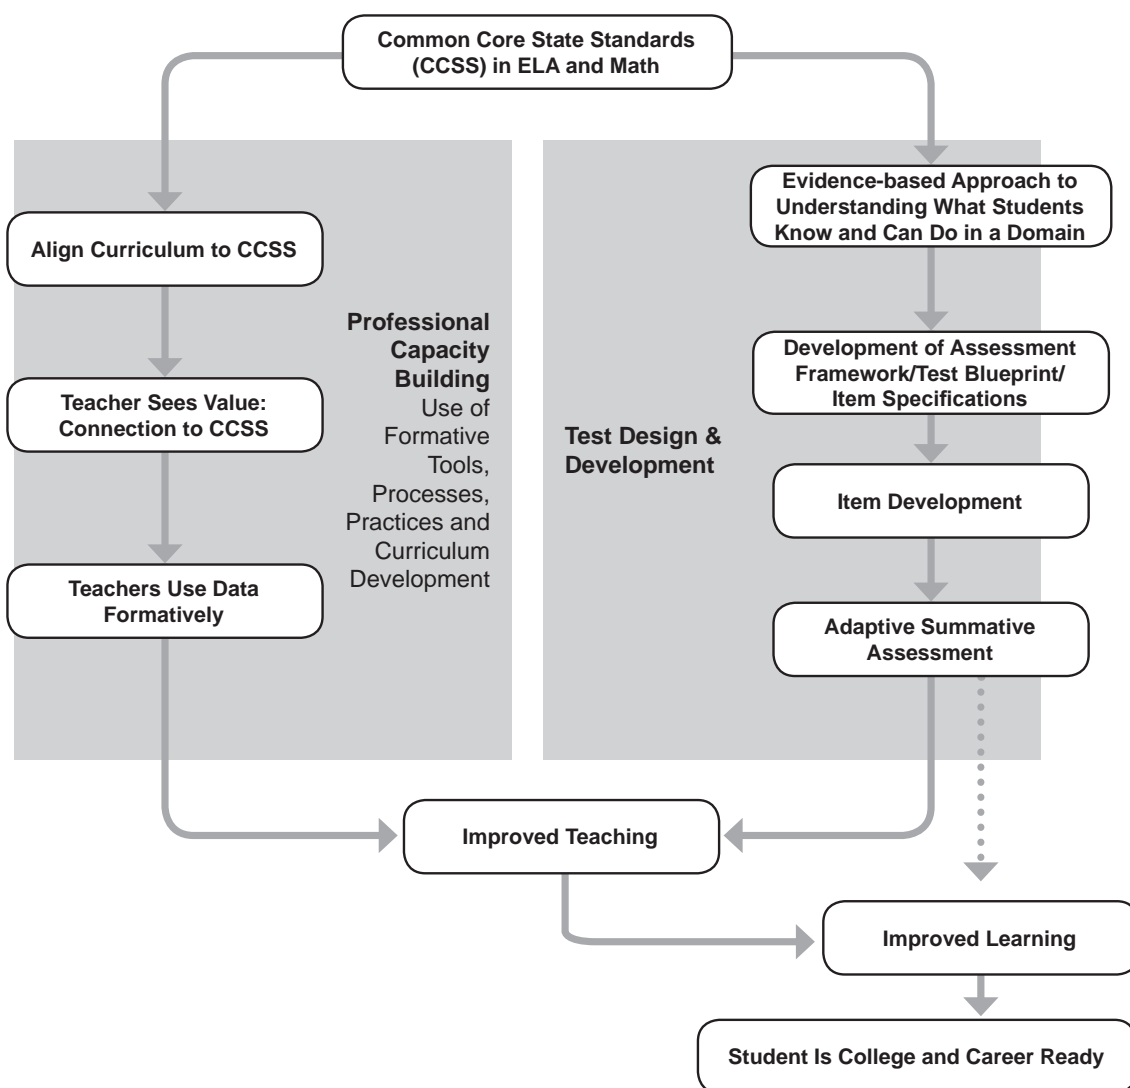 Common Core State Standards
(CCSS) in ELA and Math
Align Curriculum to CCSS
Teacher Sees Value:
Connection to CCSS
Teachers Use Data
Formatively
Professional
Capacity
Building
Use of
Formative
Tools,
Processes,
Practices and
Curriculum
Development
Test Design &
Development
Evidence-based Approach to
Understanding What Students
Know and Can Do in a Domain
Development of Assessment
Framework/Test Blueprint/
Item Specifications
Item Development
Adaptive Summative
Assessment
Improved Teaching
Improved Learning
Student Is College and Career Ready